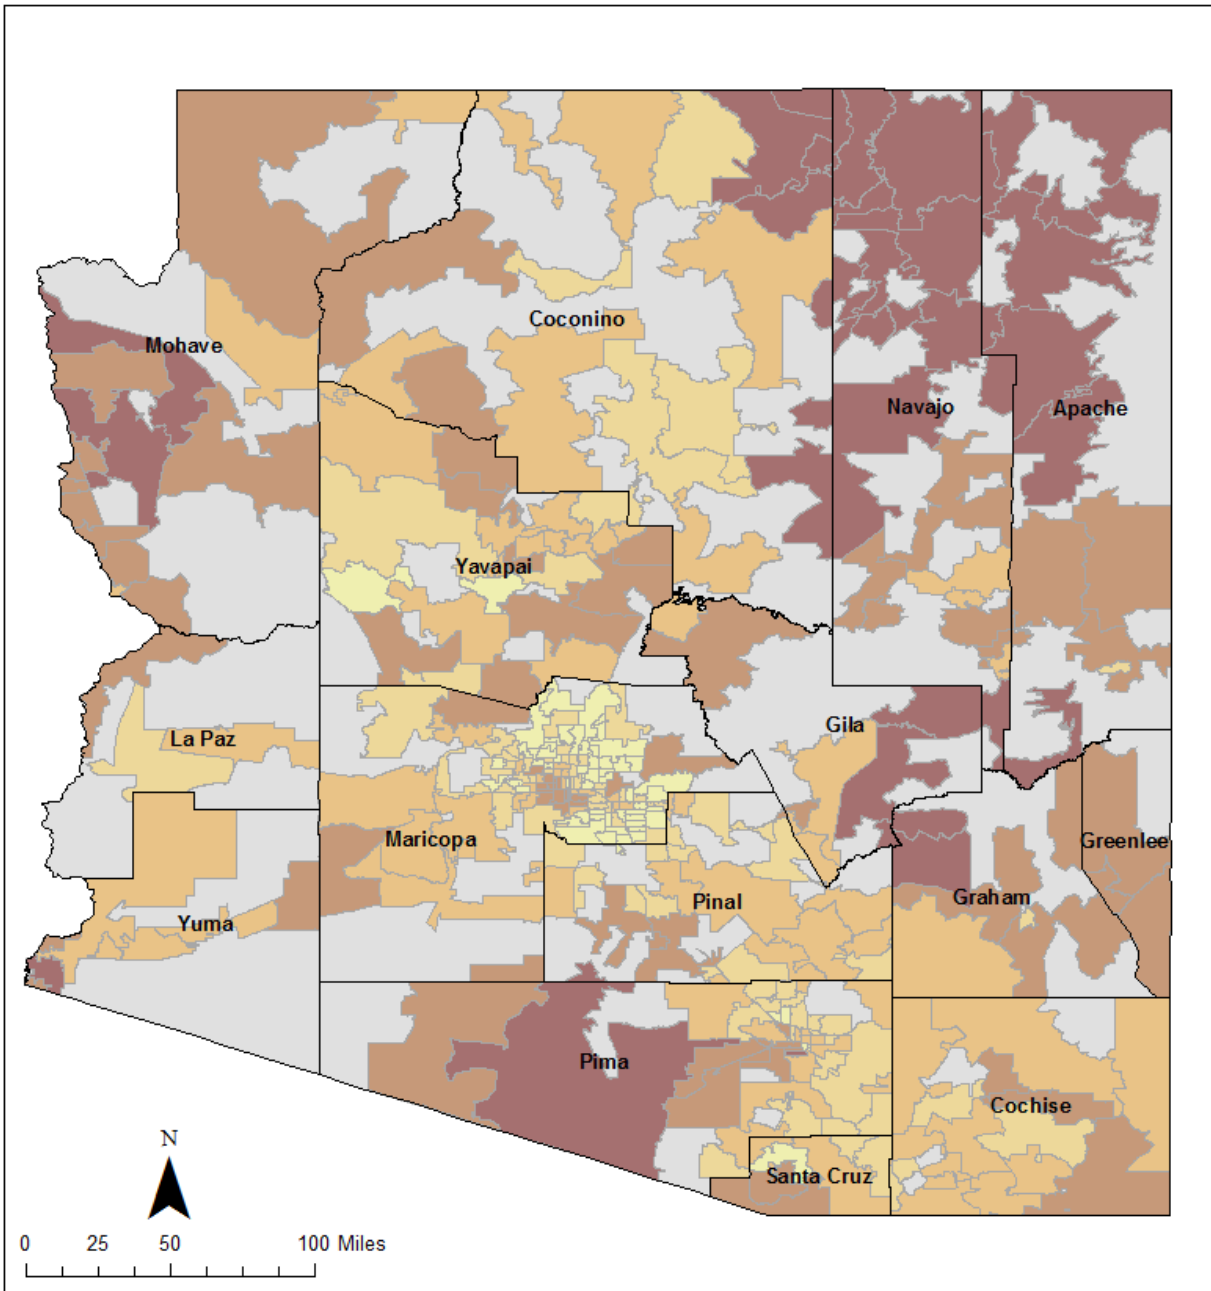 Coconino
Mohave
Navajo
Apache
Yavapai
La Paz
Gila
Maricopa
Greenlee
Graham
Pinal
Yuma
Pima
Cochise
Santa Cruz
N
0 25 50 100 Miles